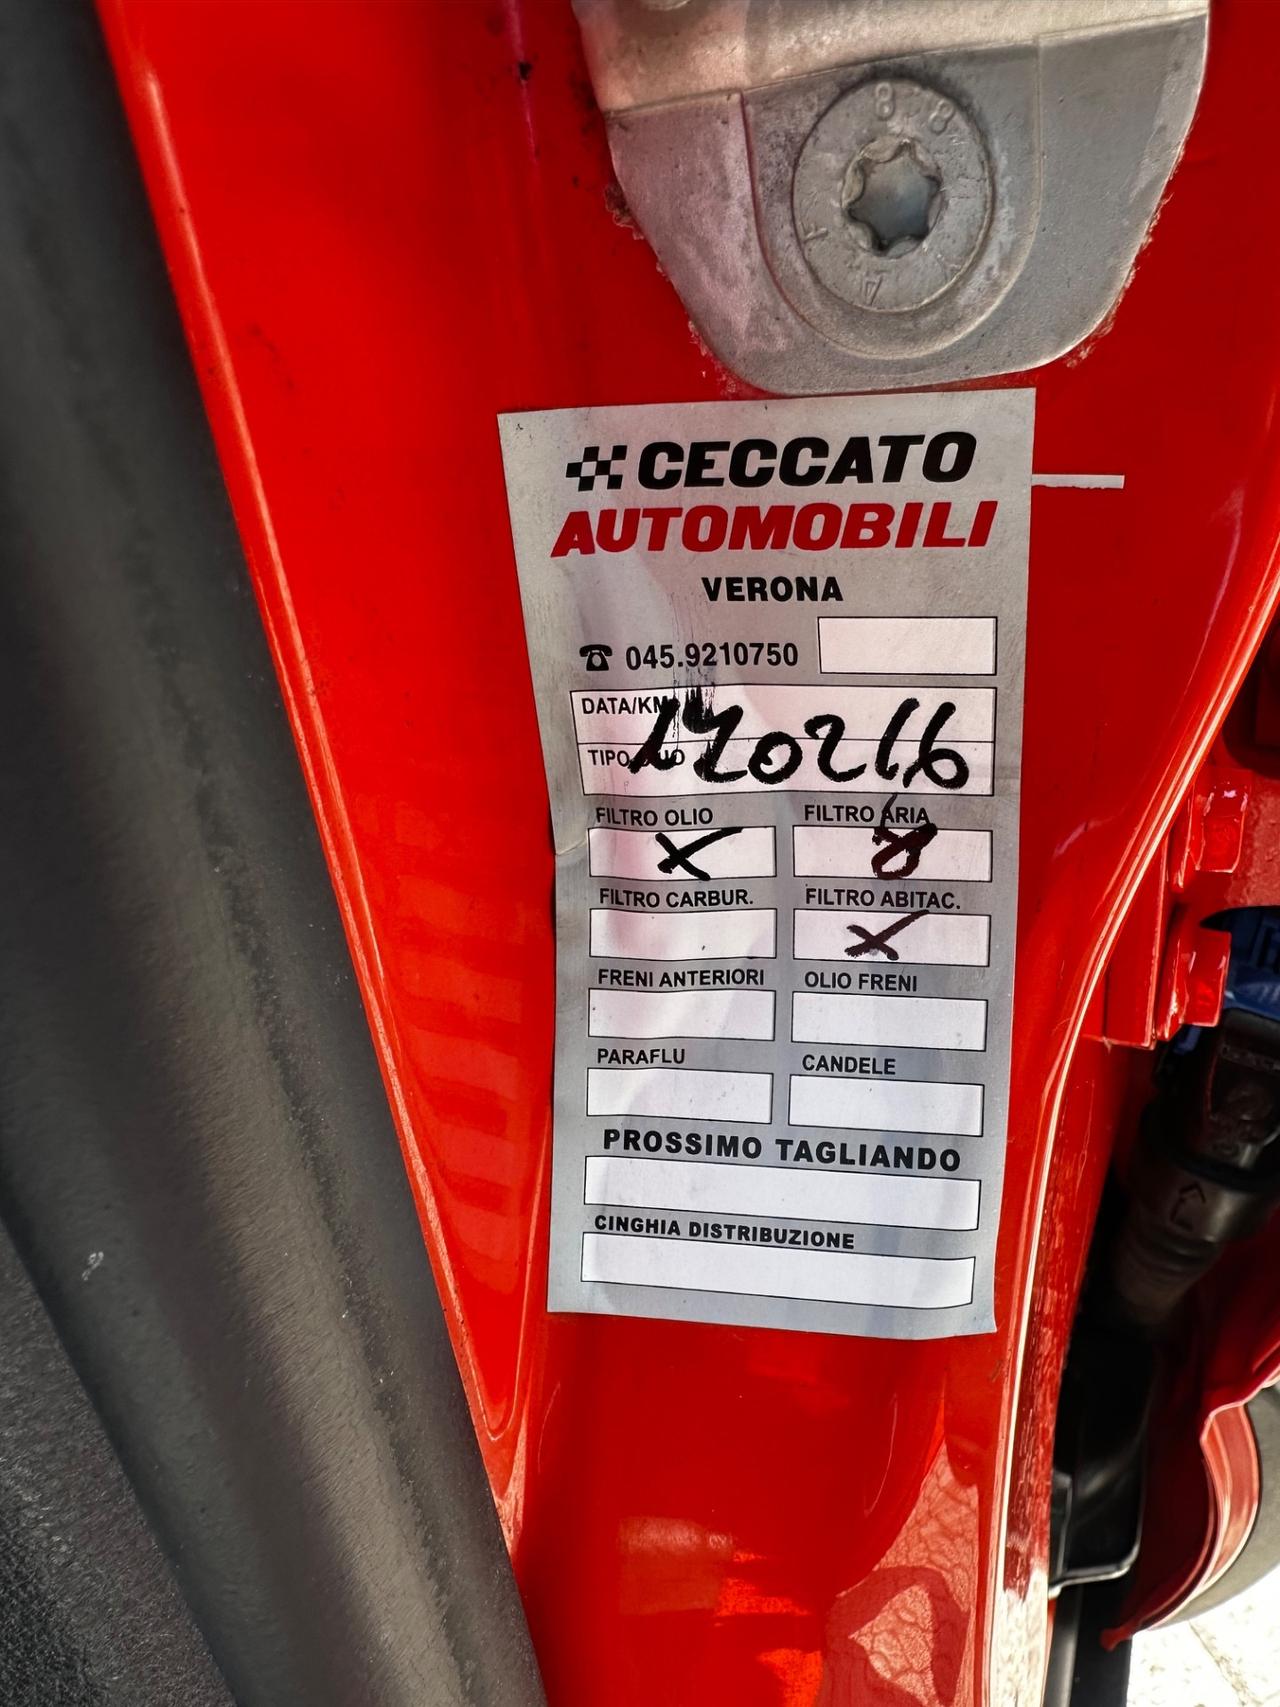 CECCATO
AUTOMOBILI
VERONA
045.9210750
DATA/KM
TIPO
FILTRO OLIO FILTRO ARIA
X
FILTRO CARBUR. FILTRO ABITAC.
X
FRENI ANTERIORI OLIO FRENI
PARAFLU CANDELE
PROSSIMO TAGLIANDO
CINGHIA DISTRIBUZIONE